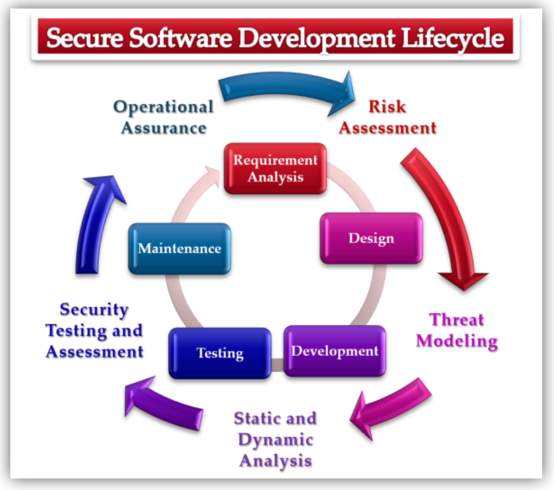 Secure Software Development Lifecycle
Operational
Assurance
Risk
Assessment
Requirement
Analysis
Design
Maintenance
Threat
Modeling
Security
Testing and
Assessment
Testing
Development
Static and
Dynamic
Analysis